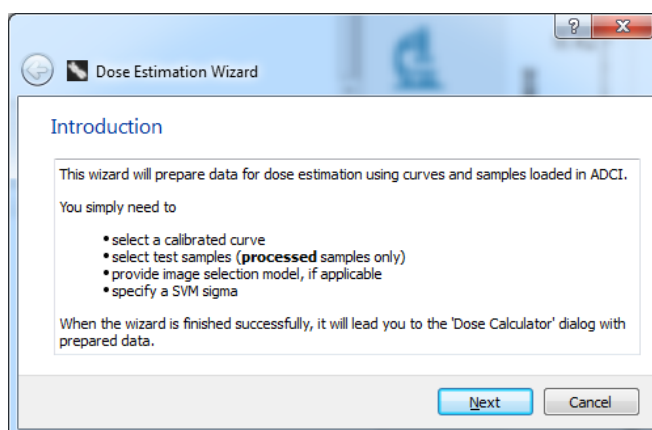 ?
Dose Estimation Wizard
Introduction
This wizard will prepare data for dose estimation using curves and samples loaded in ADCI.
You simply need to
• select a calibrated curve
• select test samples (processed samples only)
• provide image selection model, if applicable
• specify a SVM sigma
When the wizard is finished successfully, it will lead you to the 'Dose Calculator' dialog with
prepared data.
Next
Cancel